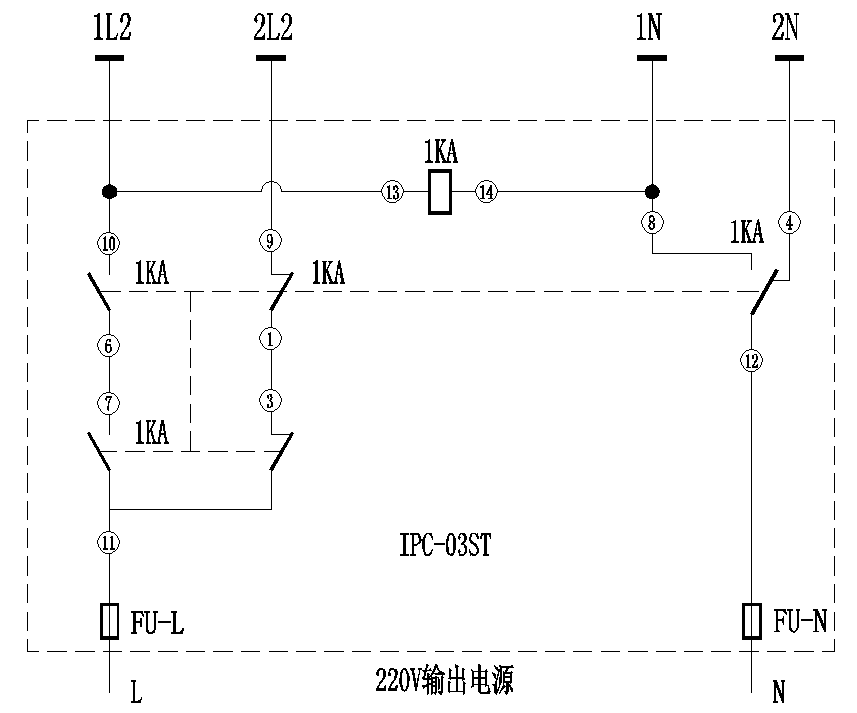 1L2 2L2 1N 2N
1KA
13 14
8 4
10 9 1KA
1KA 1KA
6 1 12
7 3
1KA
11 IPC-03ST
FU-L FU-N
220V输出电源
L N